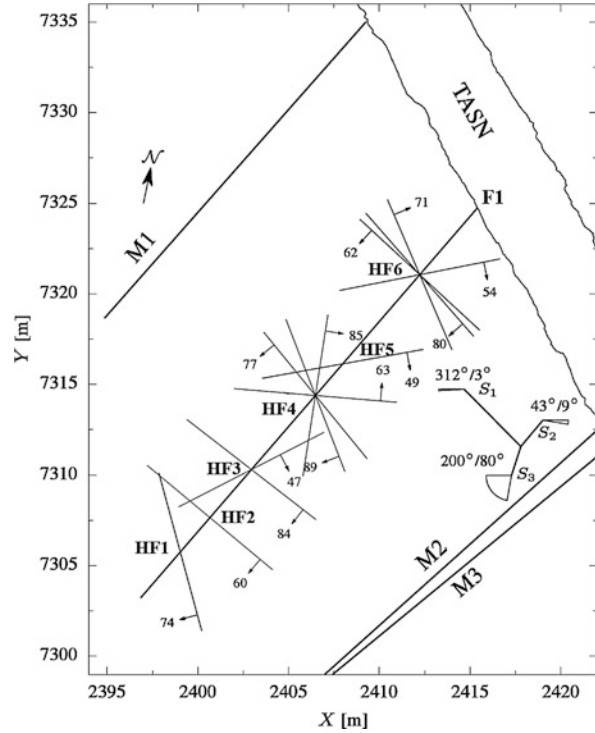 7335
7330
7325
7320
7315
7310
7305
7300
Y [m]
2395 2400 2405 2410 2415 2420
X [m]
N
M1
TASN
F1
71
62
HF6
54
80
85
77
HF5
63
49
HF4
312°/3°
S₁
43°/9°
S₂
200°/80°
S₃
HF3
47
89
HF2
84
HF1
60
74
M2
M3